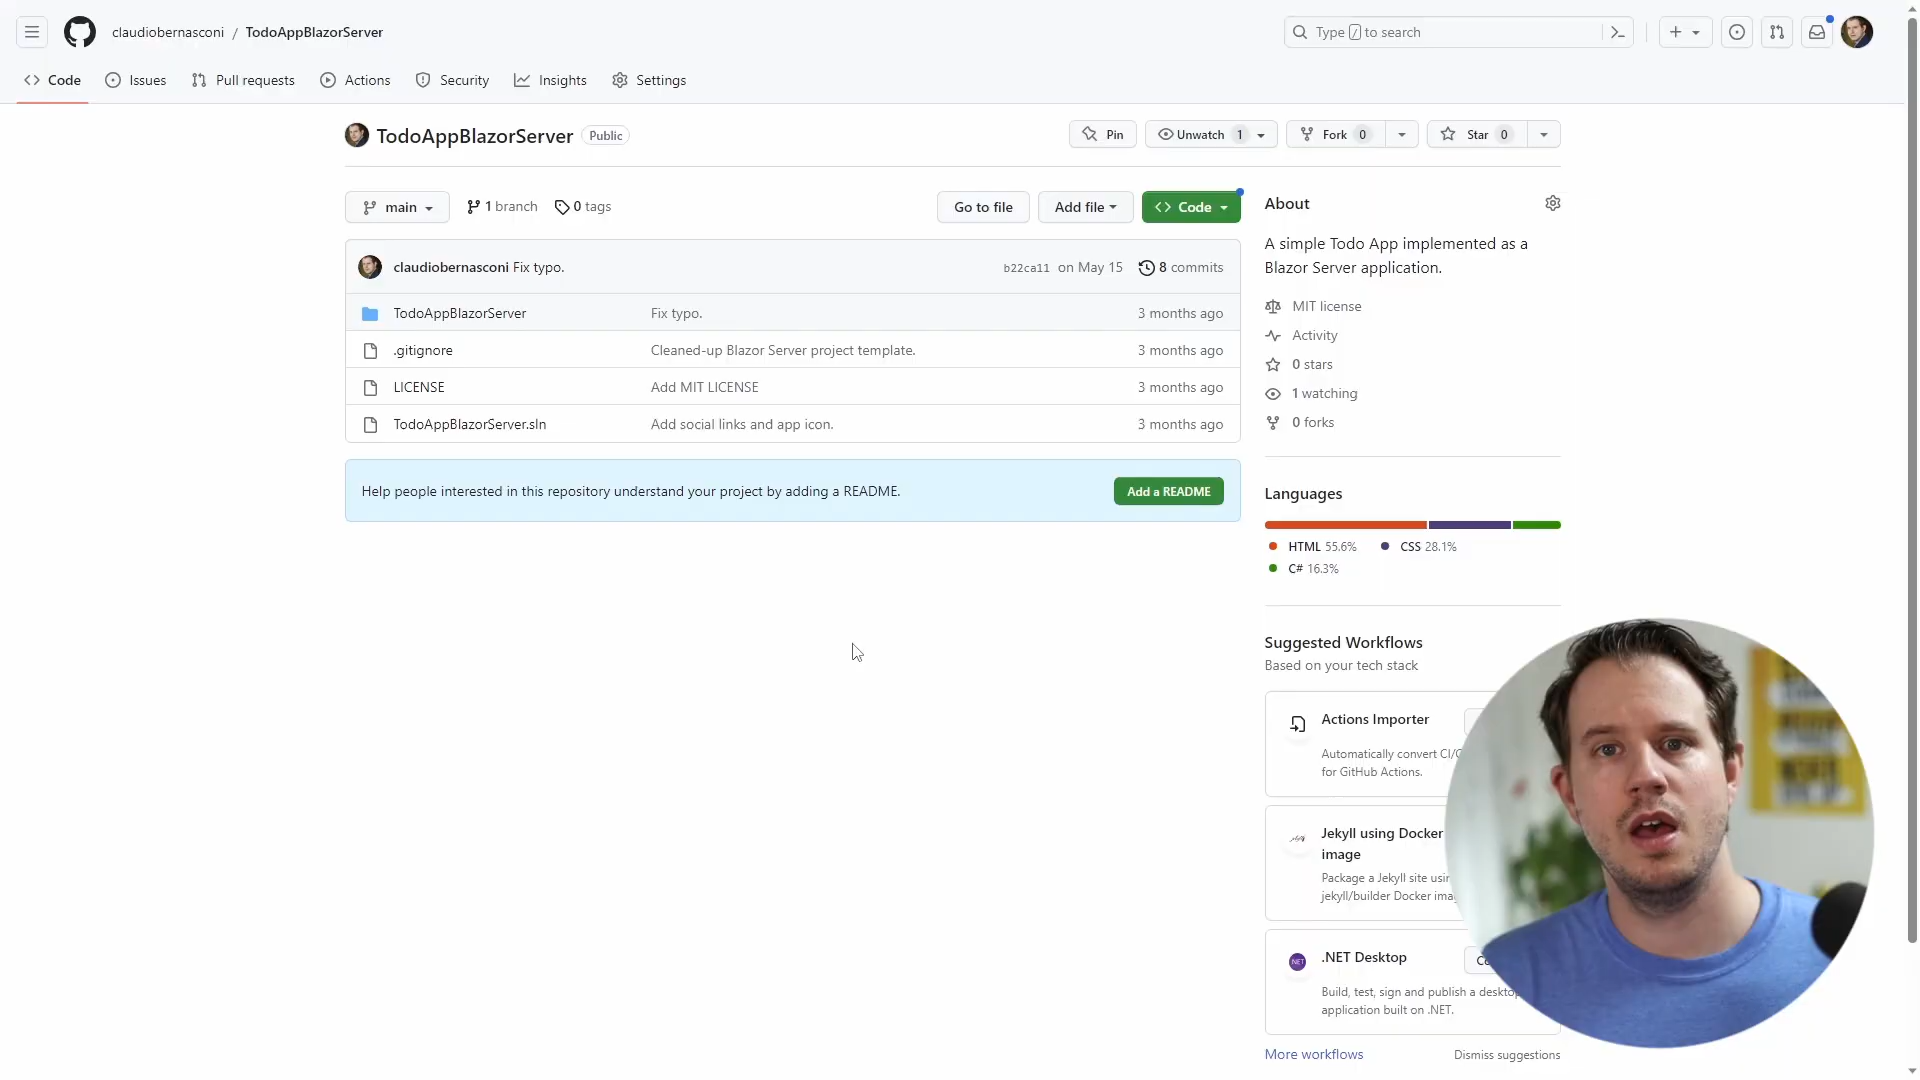 claudiobernasconi / TodoAppBlazorServer
Type / to search
Code
Issues
Pull requests
Actions
Security
Insights
Settings
TodoAppBlazorServer Public
Pin
Unwatch 1
Fork 0
Star 0
main
1 branch
0 tags
Go to file
Add file
Code
claudiobernasconi Fix typo.
b22ca11 on May 15
8 commits
TodoAppBlazorServer Fix typo. 3 months ago
.gitignore Cleaned-up Blazor Server project template. 3 months ago
LICENSE Add MIT LICENSE 3 months ago
TodoAppBlazorServer.sln Add social links and app icon. 3 months ago
Help people interested in this repository understand your project by adding a README.
Add a README
About
A simple Todo App implemented as a
Blazor Server application.
MIT license
Activity
0 stars
1 watching
0 forks
Languages
HTML 55.6% CSS 28.1%
C# 16.3%
Suggested Workflows
Based on your tech stack
Actions Importer
Automatically convert CI/C
for GitHub Actions.
Jekyll using Docker
image
Package a Jekyll site usin
jekyll/builder Docker ima
.NET Desktop
Build, test, sign and publish a desktop
application built on .NET.
More workflows
Dismiss suggestions